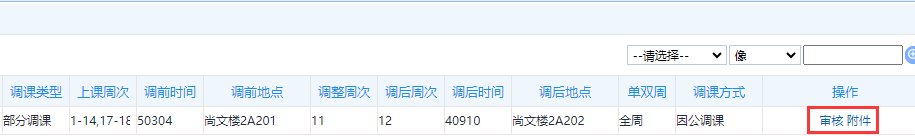 --请选择-- 像
调课类型 上课周次 调前时间 调前地点 调整周次 调后周次 调后时间 调后地点 单双周 调课方式 操作
部分调课 1-14,17-18 50304 尚文楼2A201 11 12 40910 尚文楼2A202 全周 因公调课 审核 附件